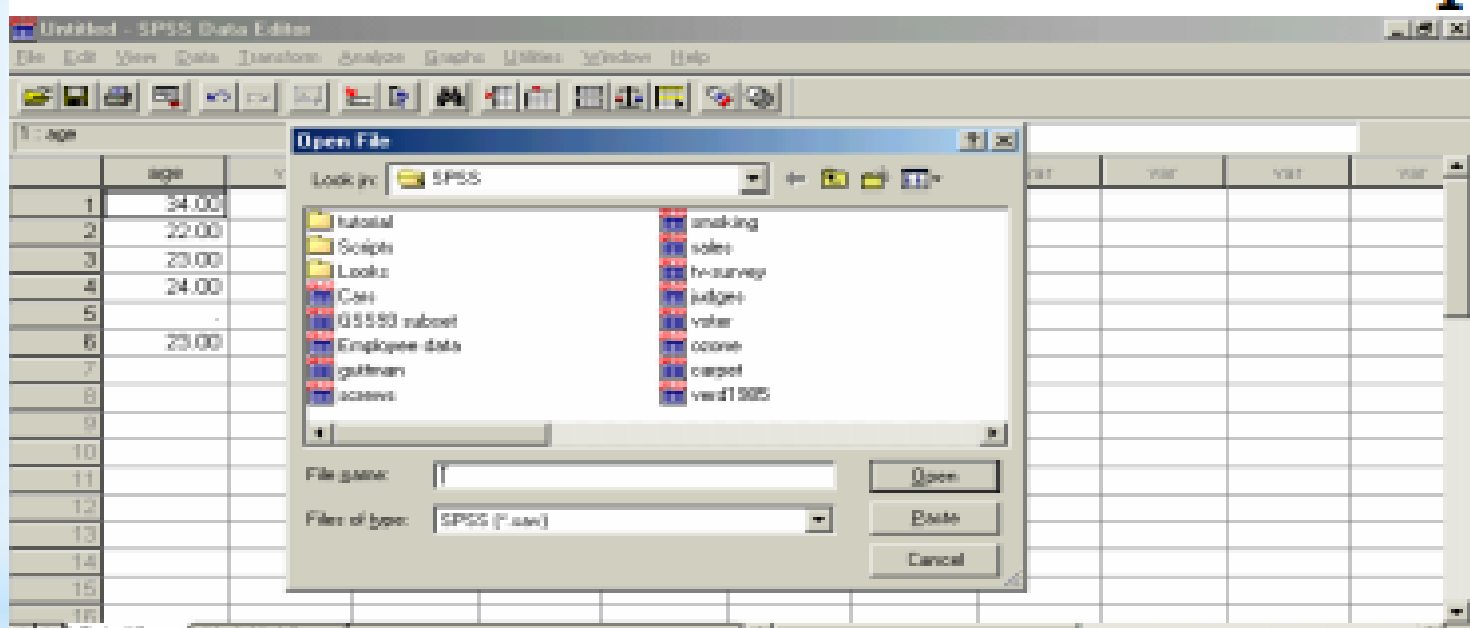 Untitled - SPSS Data Editor
File Edit View Data Transform Analyze Graphs Utilities Window Help
1 : age
Open File
Look in: SPSS
age var var var var
1 34.00
2 22.00
3 23.00
4 24.00
5 .
6 23.00
7
8
9
10
11
12
13
14
15
16
tutorial
Scripts
Looks
Cars
GSS93 subset
Employee data
guttman
screws
smoking
sales
tv-survey
judges
voter
ozone
carpet
File name:
Open
Files of type: SPSS (*.sav)
Paste
Cancel